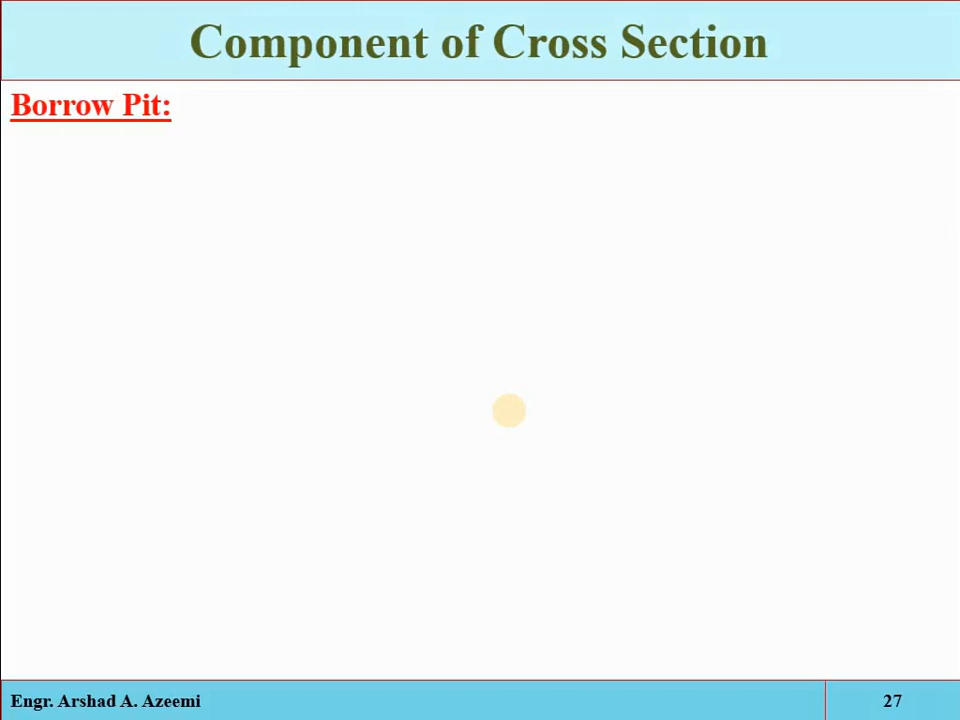 Component of Cross Section
Borrow Pit:
Engr. Arshad A. Azeemi
27